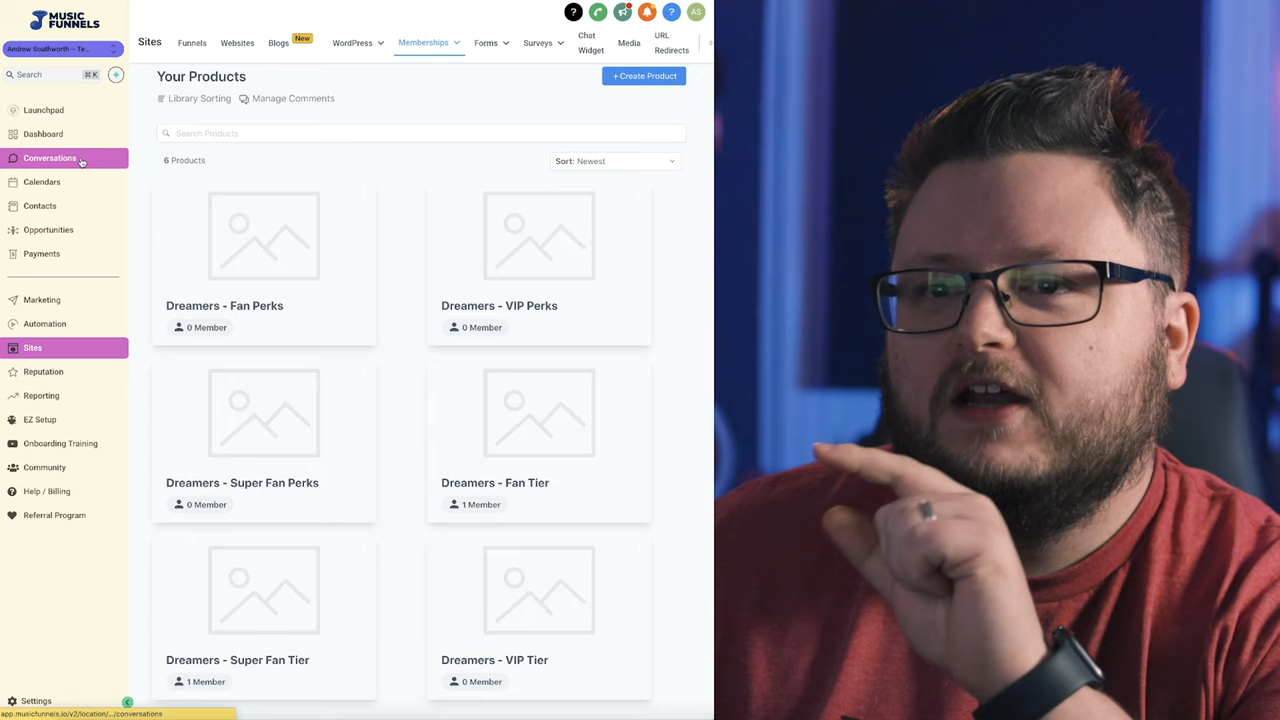 MUSIC
FUNNELS
Andrew Southworth -- Te...
Search ⌘ K
Launchpad
Dashboard
Conversations
Calendars
Contacts
Opportunities
Payments
Marketing
Automation
Sites
Reputation
Reporting
EZ Setup
Onboarding Training
Community
Help / Billing
Referral Program
Settings
app.musicfunnels.io/v2/location/.../conversations
? ? AS
Sites Funnels Websites Blogs New WordPress Memberships Forms Surveys Chat Widget Media URL Redirects
Your Products
+ Create Product
Library Sorting Manage Comments
Search Products
6 Products
Sort: Newest
Dreamers - Fan Perks
0 Member
Dreamers - VIP Perks
0 Member
Dreamers - Super Fan Perks
0 Member
Dreamers - Fan Tier
1 Member
Dreamers - Super Fan Tier
1 Member
Dreamers - VIP Tier
0 Member